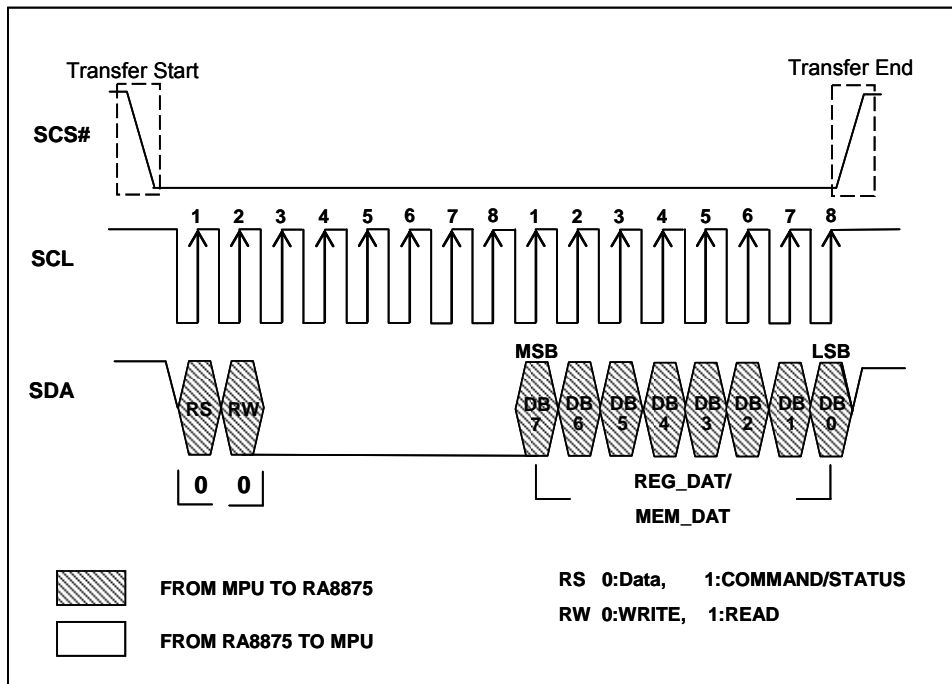 Transfer Start
Transfer End
SCS#
1 2 3 4 5 6 7 8 1 2 3 4 5 6 7 8
SCL
MSB LSB
SDA
RS RW DB 7 DB 6 DB 5 DB 4 DB 3 DB 2 DB 1 DB 0
0 0
REG_DAT/
MEM_DAT
FROM MPU TO RA8875
RS 0:Data, 1:COMMAND/STATUS
RW 0:WRITE, 1:READ
FROM RA8875 TO MPU